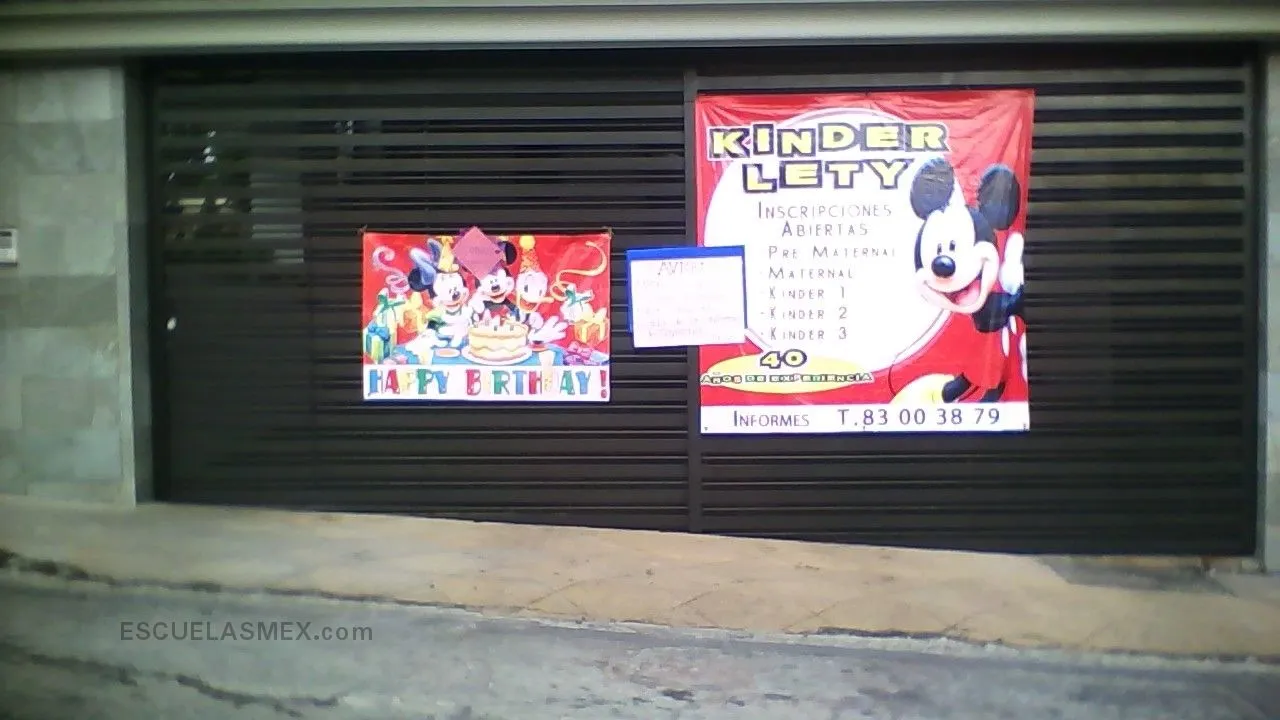 HAPPY BIRTHDAY!
AVISO
KINDER
LETY
INSCRIPCIONES
ABIERTAS
- PRE MATERNAL
- MATERNAL
- KINDER 1
- KINDER 2
- KINDER 3
40
AÑOS DE EXPERIENCIA
INFORMES T.83 00 38 79
ESCUELASMEX.com